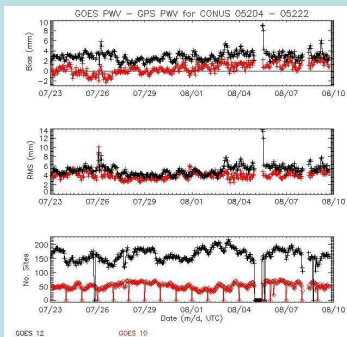 GOES PWV - GPS PWV for CONUS 05204 - 05222
Bias (mm)
10
8
6
4
2
0
-2
07/23 07/26 07/29 08/01 08/04 08/07 08/10
RMS (mm)
14
12
10
8
6
4
2
0
07/23 07/26 07/29 08/01 08/04 08/07 08/10
No. Sites
200
150
100
50
0
07/23 07/26 07/29 08/01 08/04 08/07 08/10
Date (m/d, UTC)
GOES 12 GOES 10